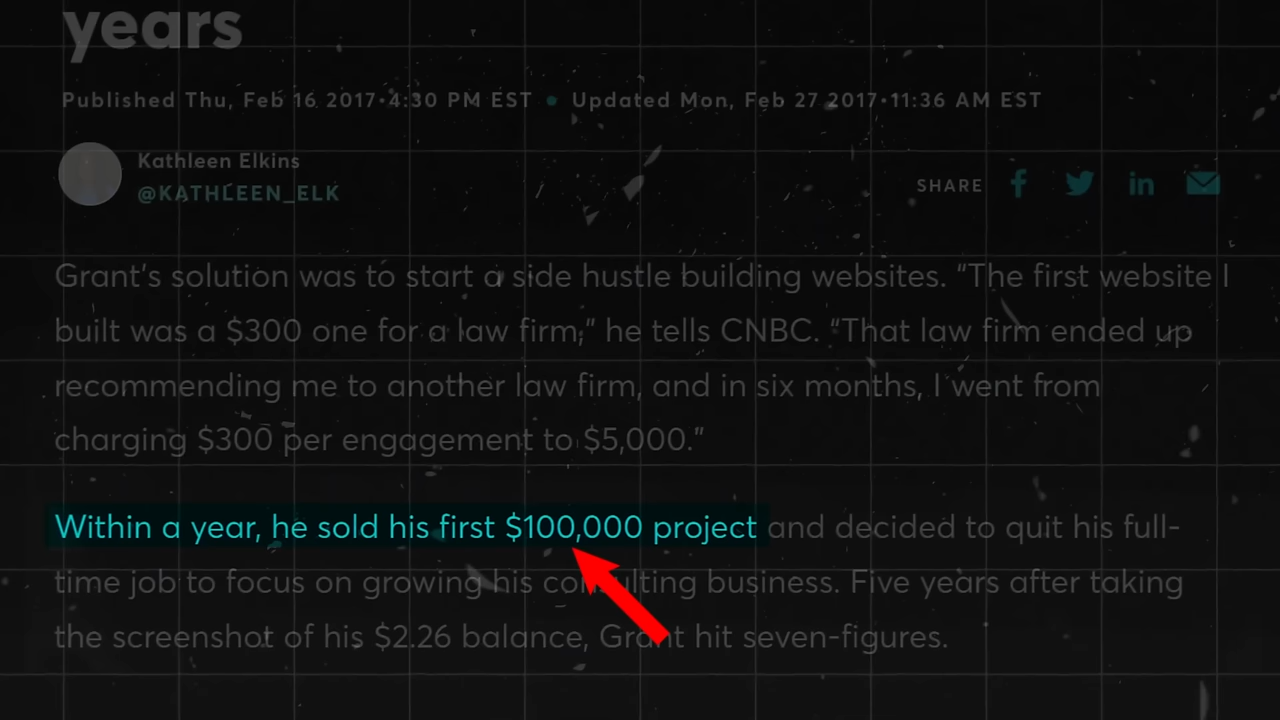 years
Published Thu, Feb 16 2017•4:30 PM EST • Updated Mon, Feb 27 2017•11:36 AM EST
Kathleen Elkins
@KATHLEEN_ELK
SHARE
Grant's solution was to start a side hustle building websites. "The first website I
built was a $300 one for a law firm," he tells CNBC. "That law firm ended up
recommending me to another law firm, and in six months, I went from
charging $300 per engagement to $5,000."
Within a year, he sold his first $100,000 project and decided to quit his full-
time job to focus on growing his consulting business. Five years after taking
the screenshot of his $2.26 balance, Grant hit seven-figures.